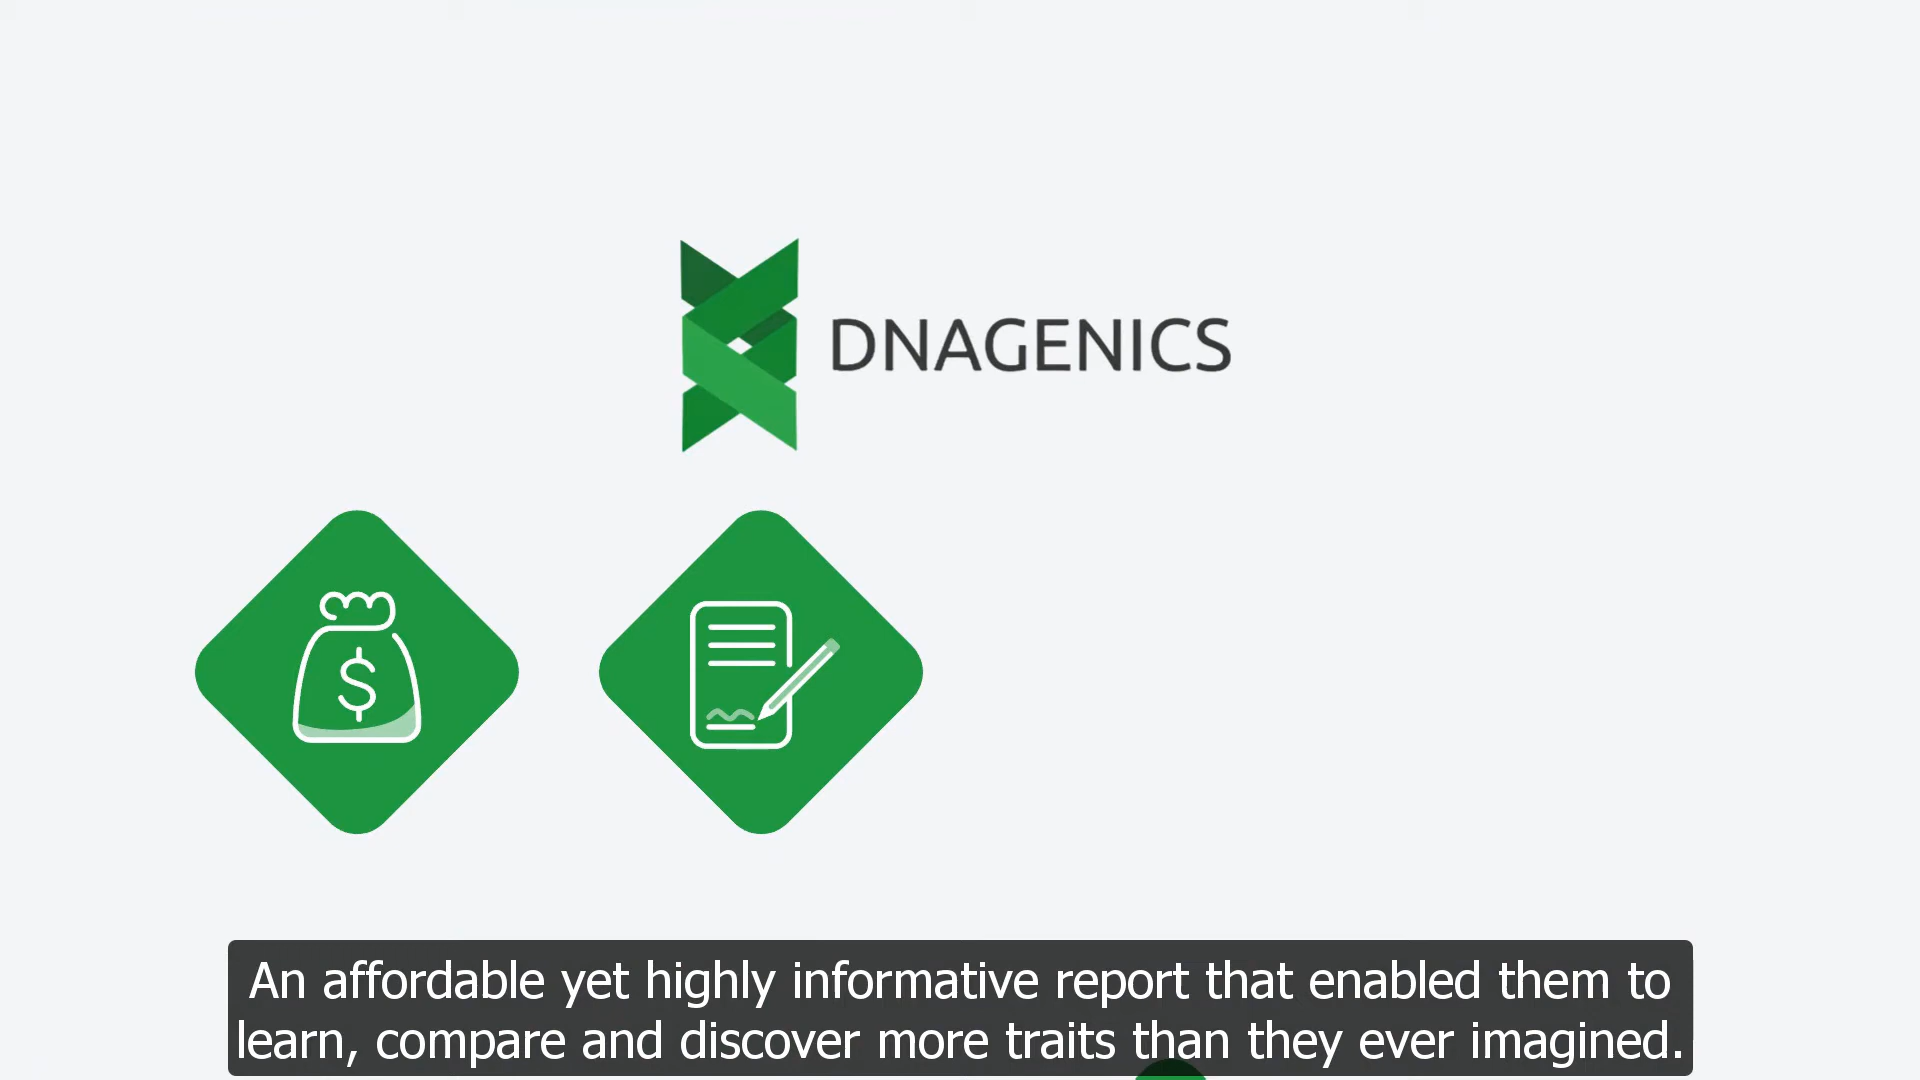 DNAGENICS
$
An affordable yet highly informative report that enabled them to
learn, compare and discover more traits than they ever imagined.